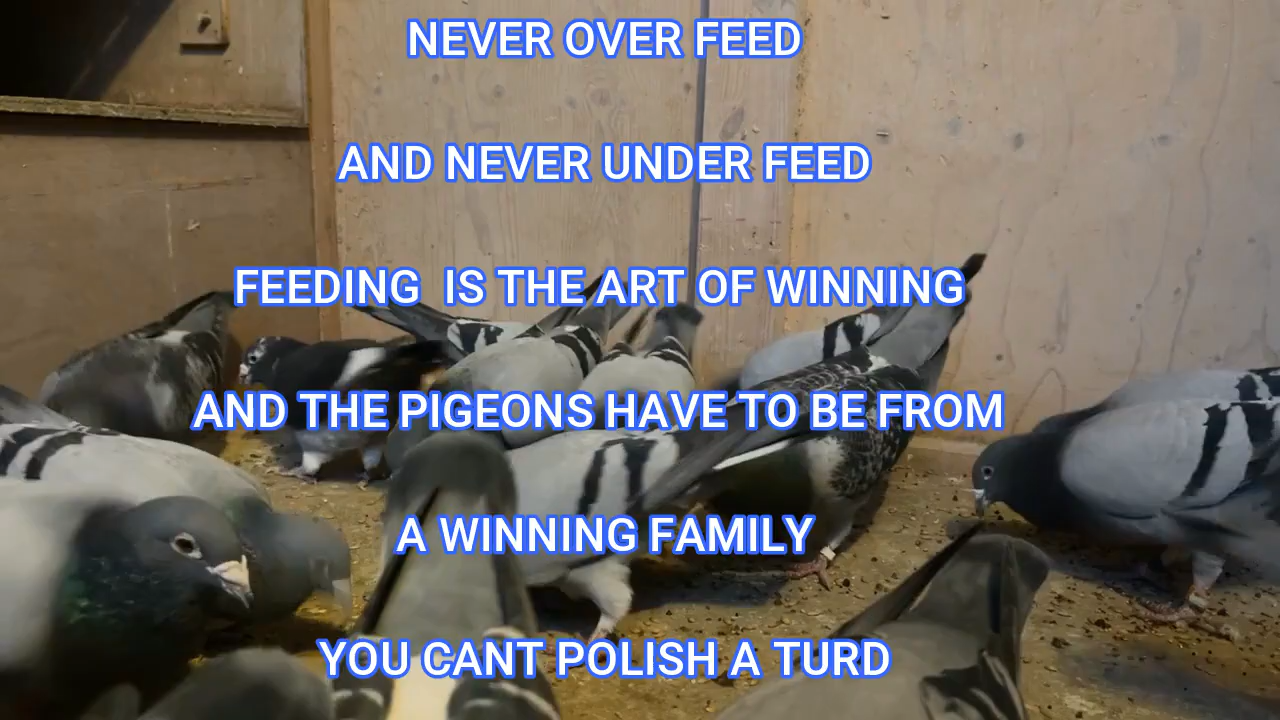 NEVER OVER FEED
AND NEVER UNDER FEED
FEEDING  IS THE ART OF WINNING
AND THE PIGEONS HAVE TO BE FROM
A WINNING FAMILY
YOU CANT POLISH A TURD